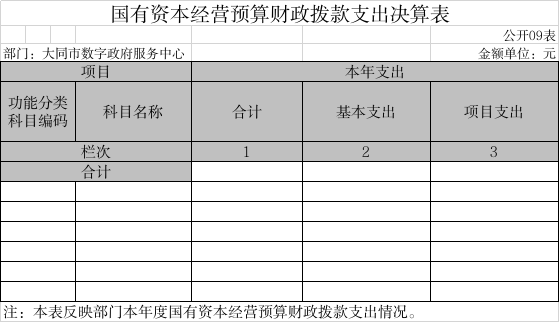 国有资本经营预算财政拨款支出决算表
公开09表
部门：大同市数字政府服务中心 金额单位：元
项目 本年支出
功能分类科目编码 科目名称 合计 基本支出 项目支出
栏次 1 2 3
合计
注：本表反映部门本年度国有资本经营预算财政拨款支出情况。